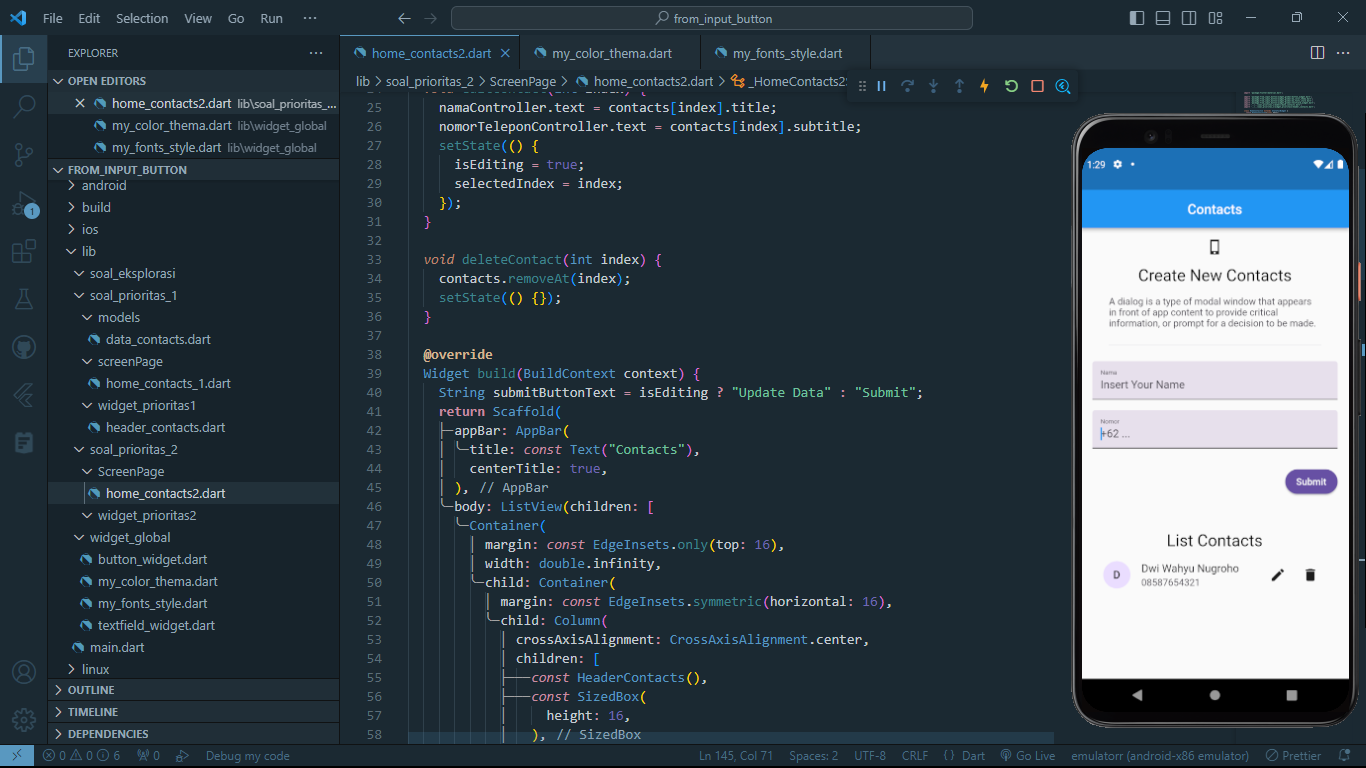 File Edit Selection View Go Run ···
from_input_button
EXPLORER
OPEN EDITORS
home_contacts2.dart lib\soal_prioritas_...
my_color_thema.dart lib\widget_global
my_fonts_style.dart lib\widget_global
FROM_INPUT_BUTTON
android
build
ios
lib
soal_eksplorasi
soal_prioritas_1
models
data_contacts.dart
screenPage
home_contacts_1.dart
widget_prioritas1
header_contacts.dart
soal_prioritas_2
ScreenPage
home_contacts2.dart
widget_prioritas2
widget_global
button_widget.dart
my_color_thema.dart
my_fonts_style.dart
textfield_widget.dart
main.dart
linux
OUTLINE
TIMELINE
DEPENDENCIES
1
home_contacts2.dart
my_color_thema.dart
my_fonts_style.dart
lib > soal_prioritas_2 > ScreenPage > home_contacts2.dart > _HomeContacts2
25 namaController.text = contacts[index].title;
26 nomorTeleponController.text = contacts[index].subtitle;
27 setState(() {
28 isEditing = true;
29 selectedIndex = index;
30 });
31 }
32
33 void deleteContact(int index) {
34 contacts.removeAt(index);
35 setState(() {});
36 }
37
38 @override
39 Widget build(BuildContext context) {
40 String submitButtonText = isEditing ? "Update Data" : "Submit";
41 return Scaffold(
42 appBar: AppBar(
43 title: const Text("Contacts"),
44 centerTitle: true,
45 ), // AppBar
46 body: ListView(children: [
47 Container(
48 margin: const EdgeInsets.only(top: 16),
49 width: double.infinity,
50 child: Container(
51 margin: const EdgeInsets.symmetric(horizontal: 16),
52 child: Column(
53 crossAxisAlignment: CrossAxisAlignment.center,
54 children: [
55 const HeaderContacts(),
56 const SizedBox(
57 height: 16,
58 ), // SizedBox
1:29
Contacts
Create New Contacts
A dialog is a type of modal window that appears
in front of app content to provide critical
information, or prompt for a decision to be made.
Name
Insert Your Name
Nomor
+62 ...
Submit
List Contacts
D
Dwi Wahyu Nugroho
08587654321
0 0 6 0 Debug my code Ln 145, Col 71 Spaces: 2 UTF-8 CRLF { } Dart Go Live emulatorr (android-x86 emulator) Prettier